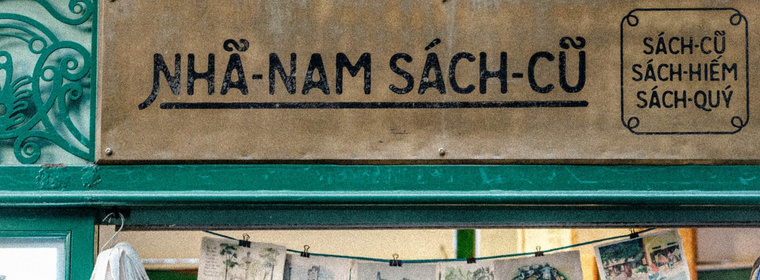 NHÃ-NAM SÁCH-CŨ
SÁCH-CŨ
SÁCH-HIẾM
SÁCH-QUÝ